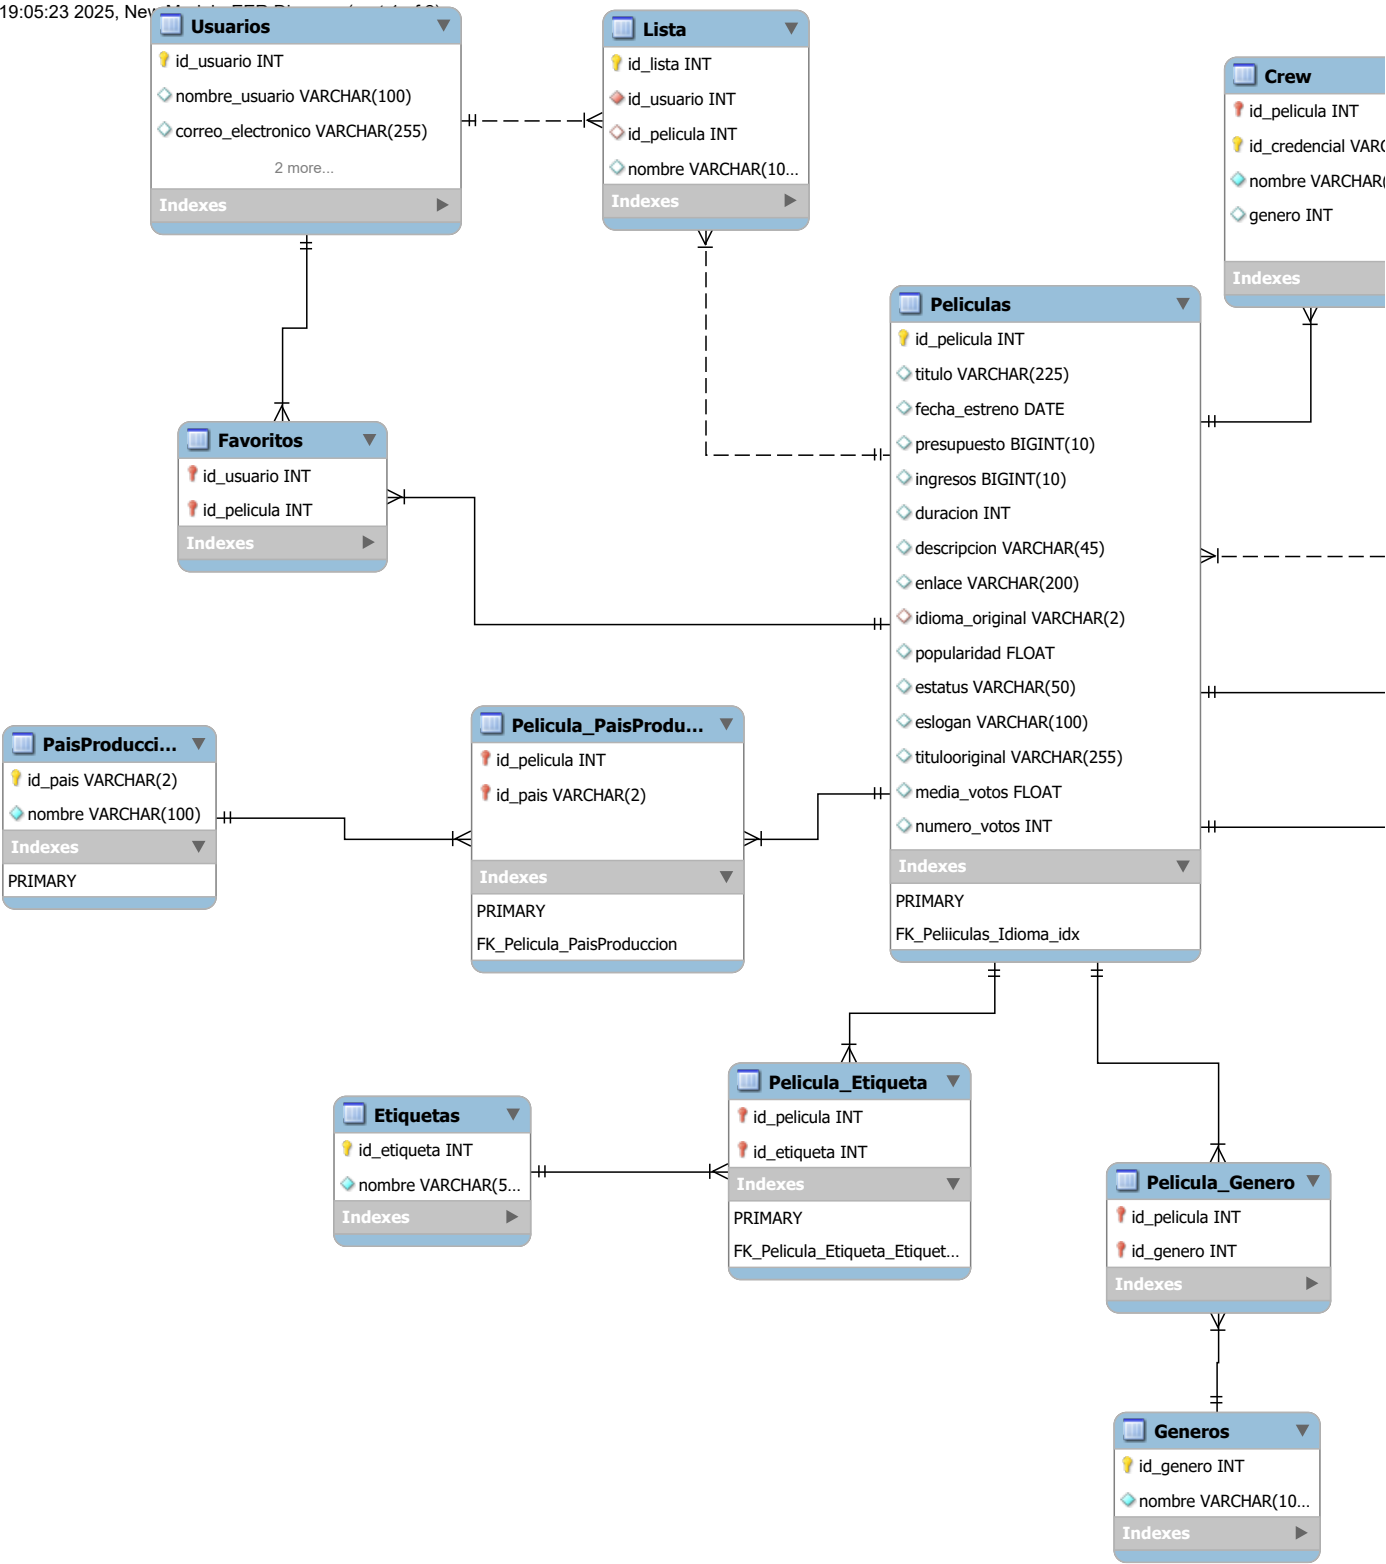 19:05:23 2025, New
Usuarios
id_usuario INT
nombre_usuario VARCHAR(100)
correo_electronico VARCHAR(255)
2 more...
Indexes
Lista
id_lista INT
id_usuario INT
id_pelicula INT
nombre VARCHAR(10...
Indexes
Crew
id_pelicula INT
id_credencial VARC
nombre VARCHAR(
genero INT
Indexes
Peliculas
id_pelicula INT
titulo VARCHAR(225)
fecha_estreno DATE
presupuesto BIGINT(10)
ingresos BIGINT(10)
duracion INT
descripcion VARCHAR(45)
enlace VARCHAR(200)
idioma_original VARCHAR(2)
popularidad FLOAT
estatus VARCHAR(50)
eslogan VARCHAR(100)
titulooriginal VARCHAR(255)
media_votos FLOAT
numero_votos INT
Indexes
PRIMARY
FK_Peliiculas_Idioma_idx
Favoritos
id_usuario INT
id_pelicula INT
Indexes
PaisProducci...
id_pais VARCHAR(2)
nombre VARCHAR(100)
Indexes
PRIMARY
Pelicula_PaisProdu...
id_pelicula INT
id_pais VARCHAR(2)
Indexes
PRIMARY
FK_Pelicula_PaisProduccion
Etiquetas
id_etiqueta INT
nombre VARCHAR(5...
Indexes
Pelicula_Etiqueta
id_pelicula INT
id_etiqueta INT
Indexes
PRIMARY
FK_Pelicula_Etiqueta_Etiquet...
Pelicula_Genero
id_pelicula INT
id_genero INT
Indexes
Generos
id_genero INT
nombre VARCHAR(10...
Indexes